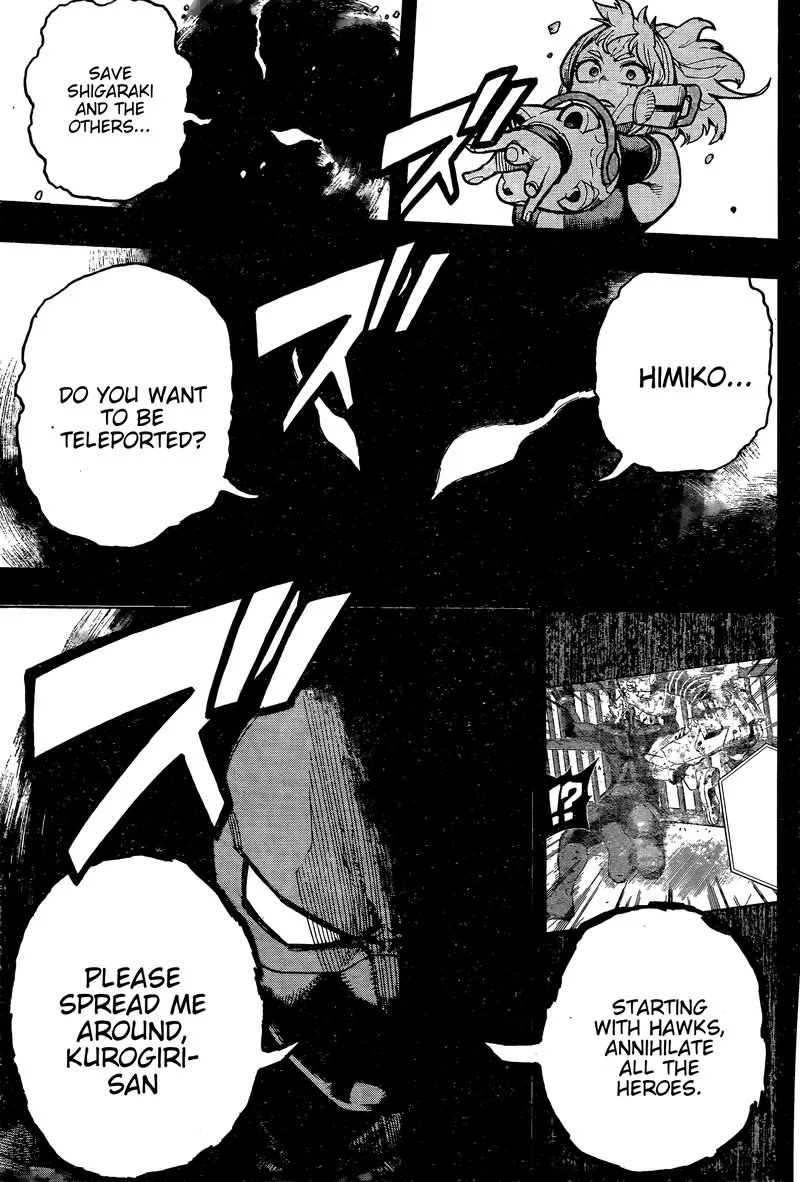 ズ
SAVE
SHIGARAKI
AND THE
OTHERS...
HIMIKO...
ズ
DO YOU WANT
TO BE
TELEPORTED?
!?
STARTING
WITH HAWKS,
ANNIHILATE
ALL THE
HEROES.
ズ
PLEASE
SPREAD ME
AROUND,
KUROGIRI-
SAN